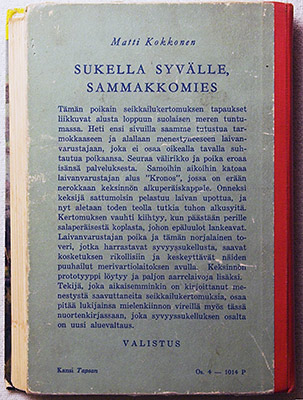 Matti Kokkonen
SUKELLA SYVÄLLE,
SAMMAKKOMIES
Tämän poikain seikkailukertomuksen tapaukset
liikkuvat alusta loppuun suolaisen meren tuntu-
massa. Heti ensi sivuilla saamme tutustua tar-
mokkaaseen ja alallaan menestyneeseen laivan-
varustajaan, joka ei osaa oikealla tavalla suh-
tautua poikaansa. Seuraa välirikko ja poika eroaa
isänsä palveluksesta. Samoihin aikoihin katoaa
laivanvarustajan alus "Kronos", jossa on erään
nerokkaan keksinnön alkuperäiskappale. Onneksi
keksijä sattumoisin pelastuu laivan upottua, ja
nyt aletaan toden teolla tutkia tuhon alkusyitä.
Kertomuksen vauhti kiihtyy, kun päästään perille
salaperäisestä koplasta, johon epäluulot lankeavat.
Laivanvarustajan poika ja tämän norjalainen to-
veri, jotka harrastavat syvyyssukellusta, saavat
kosketuksen rikollisiin ja keskeyttävät näiden
puuhailut merivartiolaitoksen avulla. Keksinnön
prototyyppi löytyy ja paljon aarrelaivoja lisäksi.
Tekijä, joka aikaisemminkin on kirjoittanut me-
nestystä saavuttaneita seikkailukertomuksia, osaa
pitää lukijainsa mielenkiinnon vireillä myös tässä
nuortenkirjassaan, joka syvyyssukelluksen osalta
on uusi aluevaltaus.
VALISTUS
Kansi Tapsan
Os. 4 — 1014 P